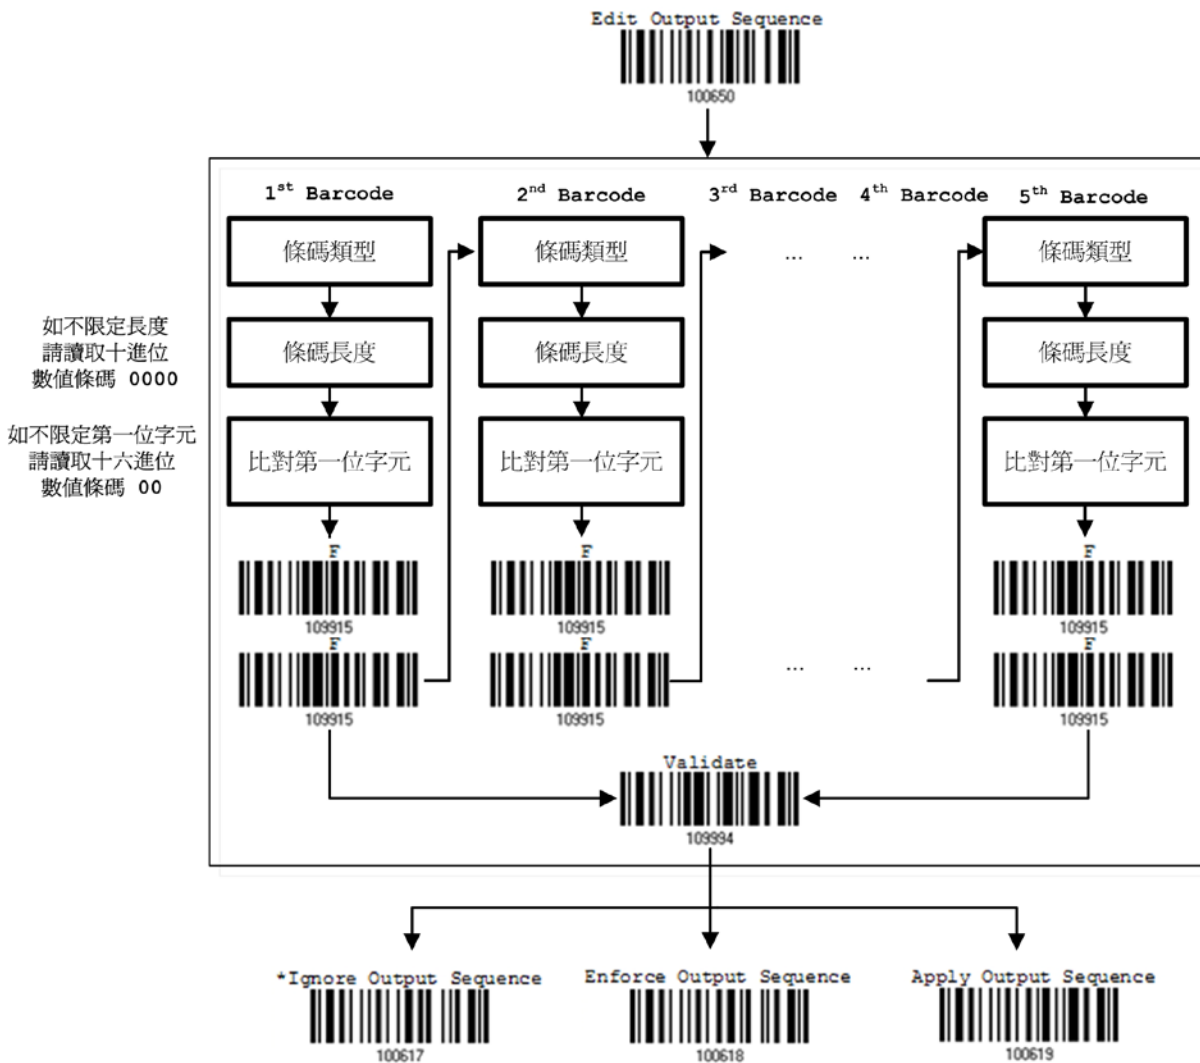 Edit Output Sequence
100650
1st Barcode 2nd Barcode 3rd Barcode 4th Barcode 5th Barcode
條碼類型 條碼類型 ... ... 條碼類型
如不限定長度
請讀取十進位
數值條碼 0000
條碼長度 條碼長度 條碼長度
如不限定第一位字元
請讀取十六進位
數值條碼 00
比對第一位字元 比對第一位字元 比對第一位字元
F F F
109915 109915 109915
F F F
... ...
109915 109915 109915
Validate
109994
*Ignore Output Sequence Enforce Output Sequence Apply Output Sequence
100617 100618 100619